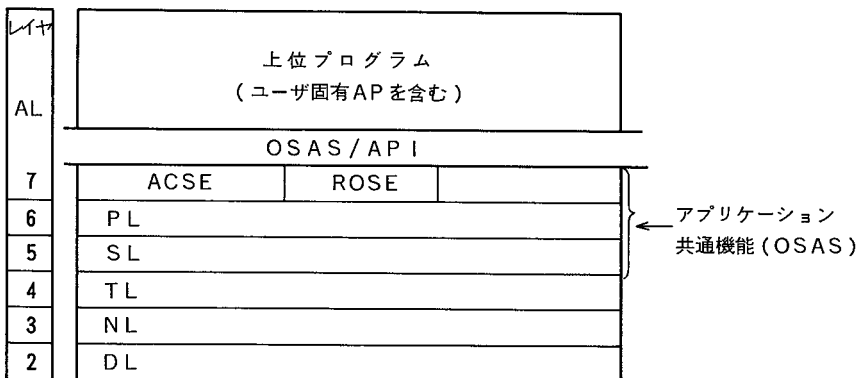 レイヤ
上位プログラム
(ユーザ固有APを含む)
AL
OSAS/API
7 ACSE ROSE
6 PL
5 SL
アプリケーション
共通機能(OSAS)
4 TL
3 NL
2 DL